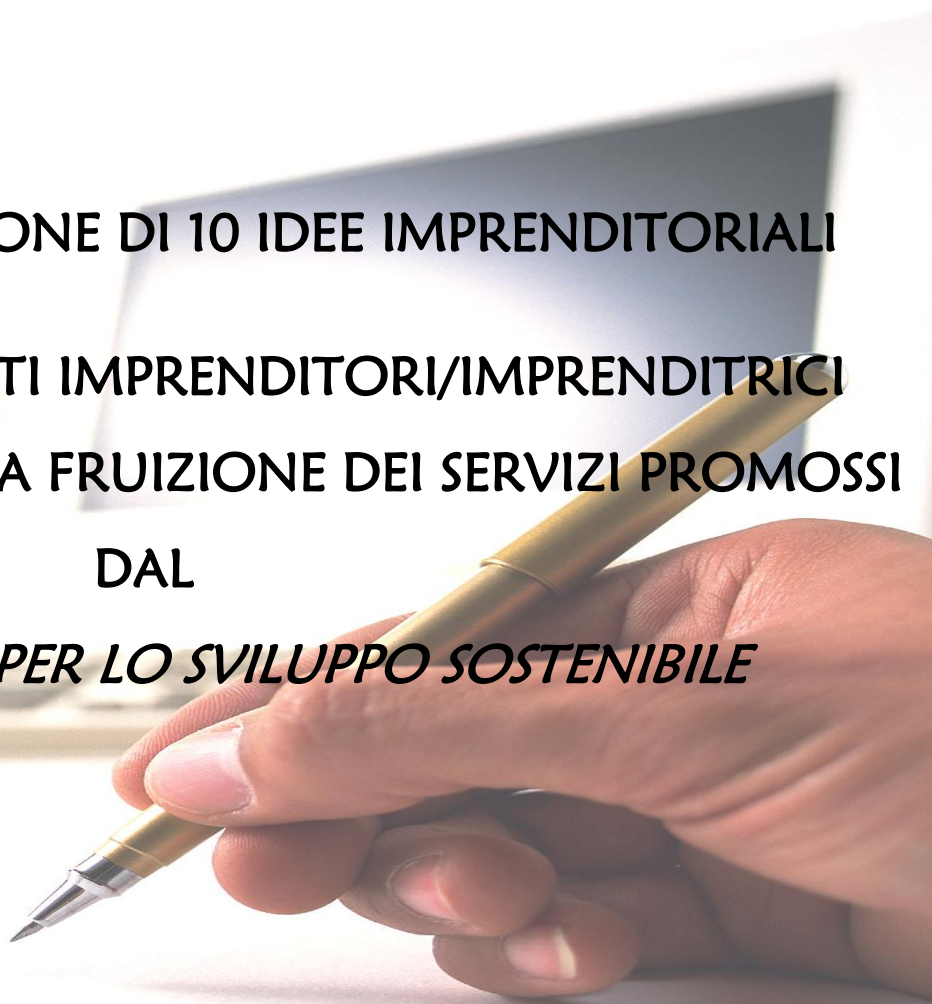 ONE DI 10 IDEE IMPRENDITORIALI
TI IMPRENDITORI/IMPRENDITRICI
A FRUIZIONE DEI SERVIZI PROMOSSI
DAL
PER LO SVILUPPO SOSTENIBILE